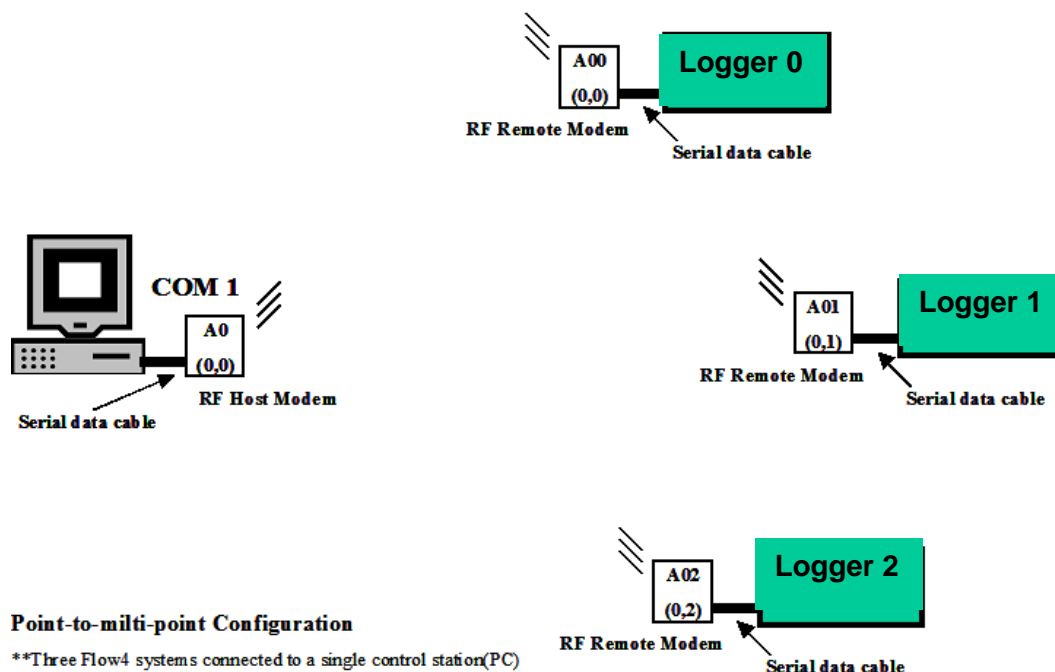 A00
(0,0)
Logger 0
RF Remote Modem
Serial data cable
COM 1
A0
(0,0)
RF Host Modem
Serial data cable
A01
(0,1)
Logger 1
RF Remote Modem
Serial data cable
A02
(0,2)
Logger 2
RF Remote Modem
Serial data cable
Point-to-milti-point Configuration
**Three Flow4 systems connected to a single control station(PC)